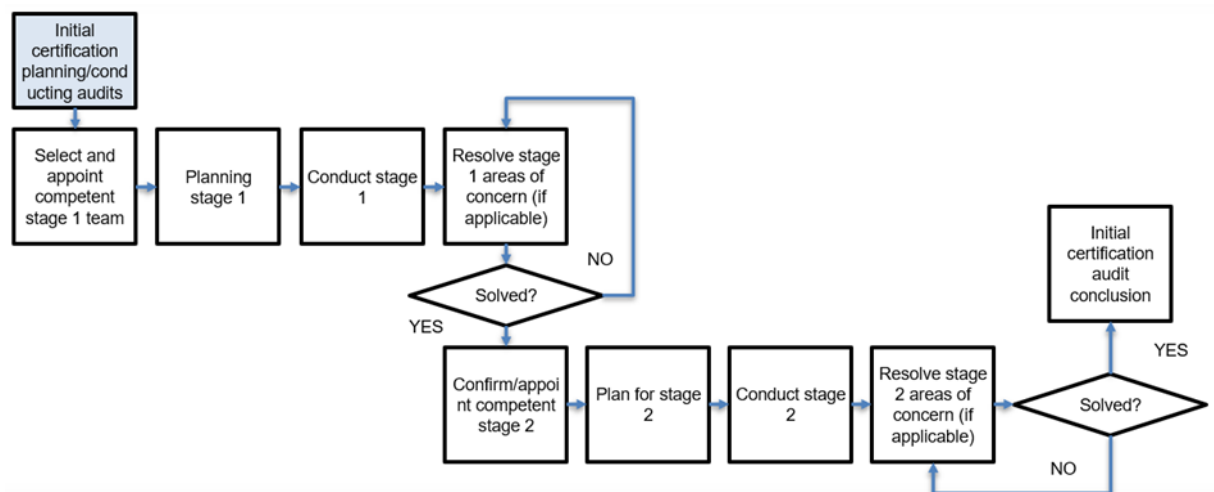 Initial
certification
planning/cond
ucting audits
Select and
appoint
competent
stage 1 team
Planning
stage 1
Conduct stage
1
Resolve stage
1 areas of
concern (if
applicable)
NO
Solved?
YES
Confirm/appoi
nt competent
stage 2
Plan for stage
2
Conduct stage
2
Resolve stage
2 areas of
concern (if
applicable)
Solved?
NO
YES
Initial
certification
audit
conclusion